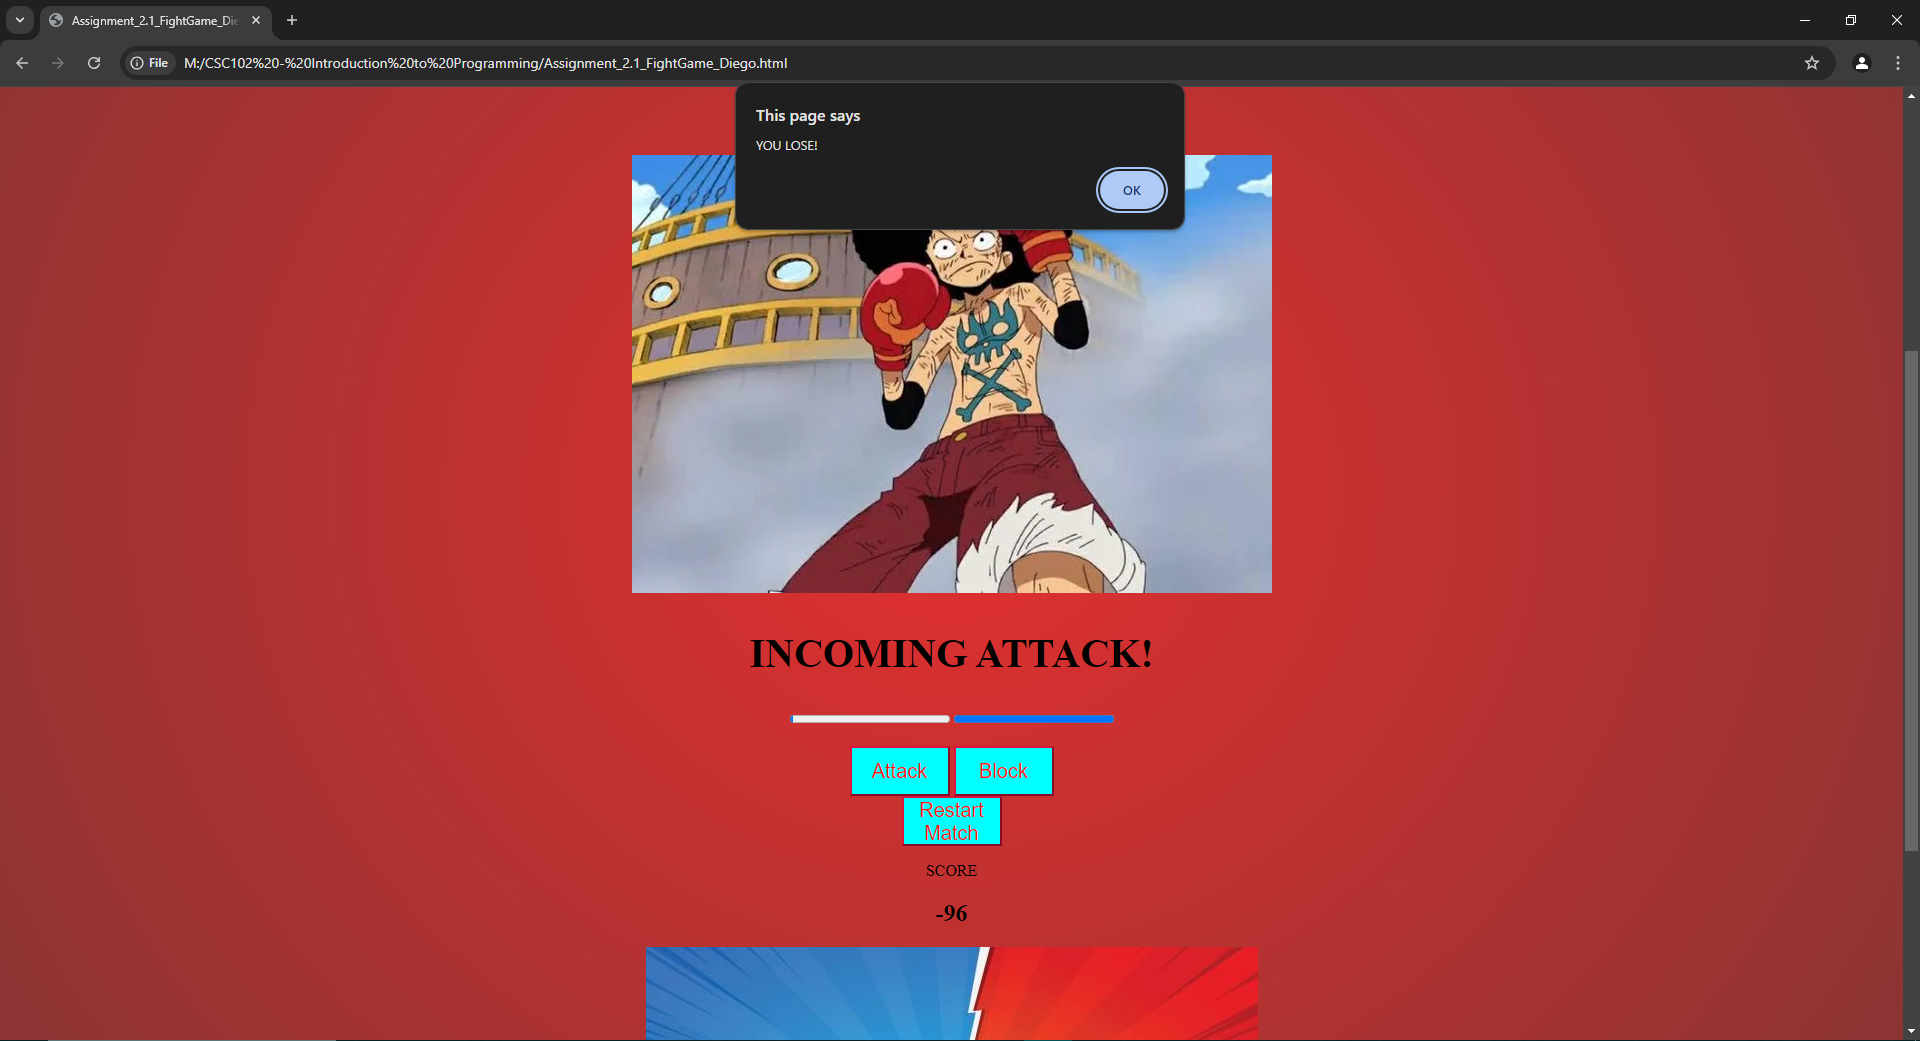 Assignment_2.1_FightGame_Die
File
M:/CSC102%20-%20Introduction%20to%20Programming/Assignment_2.1_FightGame_Diego.html
This page says
YOU LOSE!
OK
INCOMING ATTACK!
Attack
Block
Restart
Match
SCORE
-96